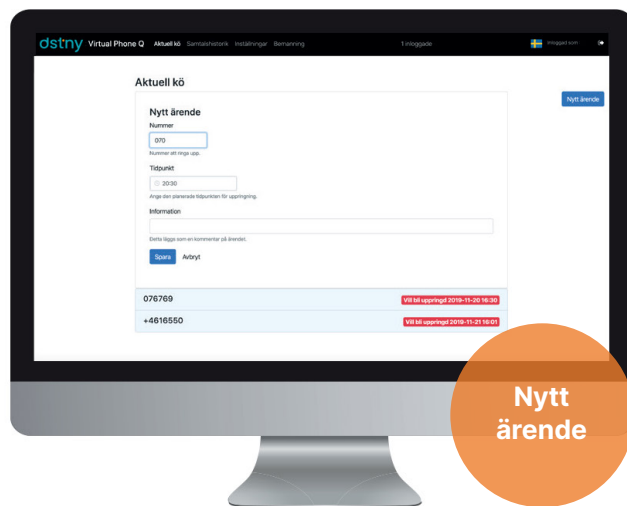 dstny Virtual Phone Q Aktuell kö Samtalshistorik Inställningar Bemanning 1 inloggade Inloggad som
Aktuell kö
Nytt ärende
Nytt ärende
Nummer
070
Nummer att ringa upp.
Tidpunkt
20:30
Ange den planerade tidpunkten för uppringning.
Information
Detta läggs som en kommentar på ärendet.
Spara Avbryt
076769 Vill bli uppringd 2019-11-20 16:30
+4616550 Vill bli uppringd 2019-11-21 16:01
Nytt
ärende